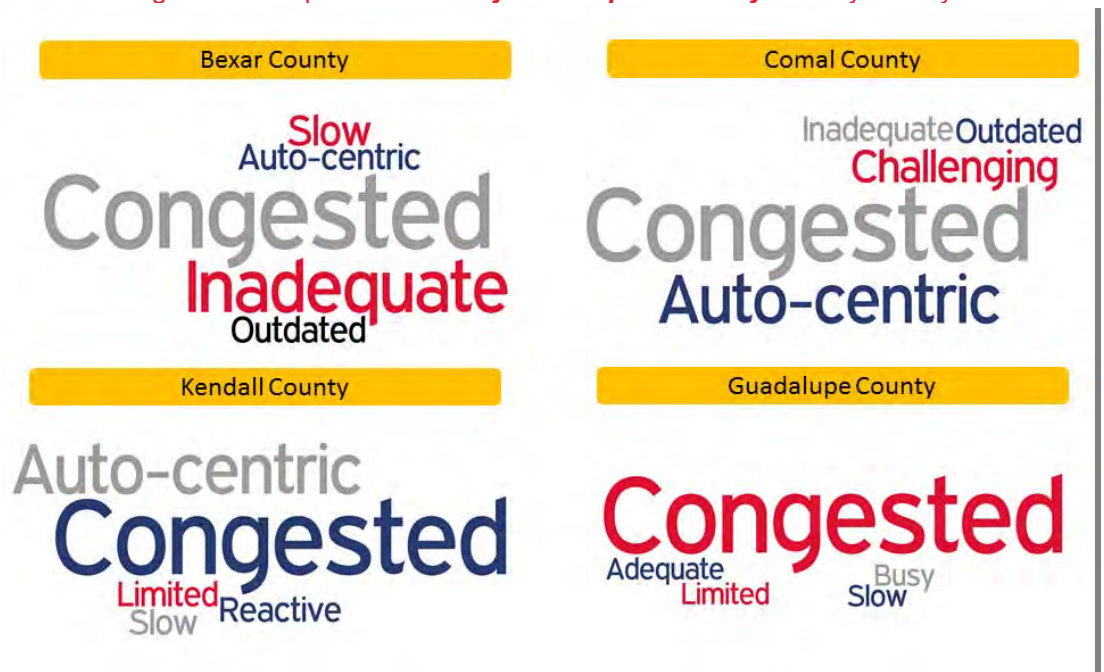 Bexar County
Comal County
Slow
Auto-centric
Congested
Inadequate
Outdated
Inadequate Outdated
Challenging
Congested
Auto-centric
Kendall County
Guadalupe County
Auto-centric
Congested
Limited Reactive
Slow
Congested
Adequate
Limited
Busy
Slow